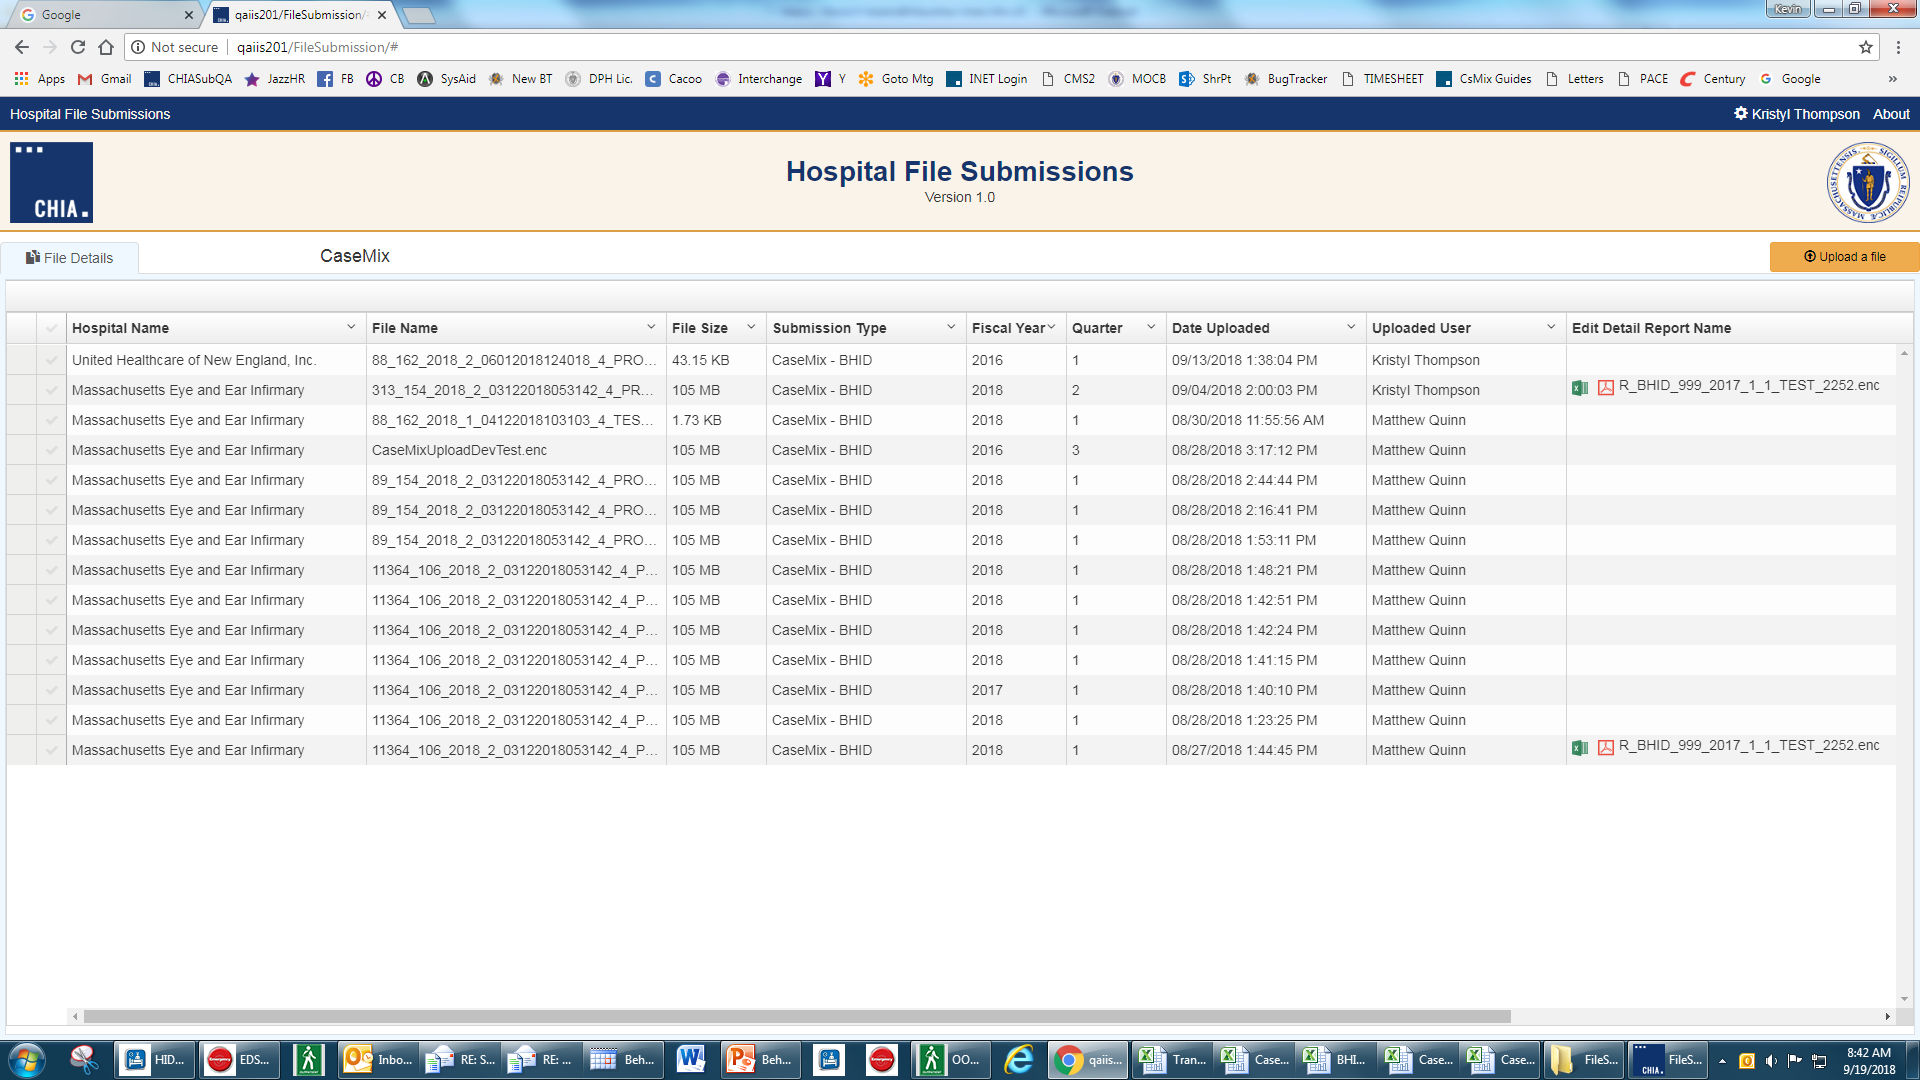 Google
qaiis201/FileSubmission/
Kevin
Not secure qaiis201/FileSubmission/#
Apps Gmail CHIASubQA JazzHR FB CB SysAid New BT DPH Lic. Cacoo Interchange Y Goto Mtg INET Login CMS2 MOCB ShrPt BugTracker TIMESHEET CsMix Guides Letters PACE Century Google »
Hospital File Submissions KristyI Thompson About
CHIA.
Hospital File Submissions
Version 1.0
File Details CaseMix Upload a file
Hospital Name File Name File Size Submission Type Fiscal Year Quarter Date Uploaded Uploaded User Edit Detail Report Name
United Healthcare of New England, Inc. 88_162_2018_2_06012018124018_4_PRO... 43.15 KB CaseMix - BHID 2016 1 09/13/2018 1:38:04 PM KristyI Thompson
Massachusetts Eye and Ear Infirmary 313_154_2018_2_03122018053142_4_PR... 105 MB CaseMix - BHID 2018 2 09/04/2018 2:00:03 PM KristyI Thompson R_BHID_999_2017_1_1_TEST_2252.enc
Massachusetts Eye and Ear Infirmary 88_162_2018_1_04122018103103_4_TES... 1.73 KB CaseMix - BHID 2018 1 08/30/2018 11:55:56 AM Matthew Quinn
Massachusetts Eye and Ear Infirmary CaseMixUploadDevTest.enc 105 MB CaseMix - BHID 2016 3 08/28/2018 3:17:12 PM Matthew Quinn
Massachusetts Eye and Ear Infirmary 89_154_2018_2_03122018053142_4_PRO... 105 MB CaseMix - BHID 2018 1 08/28/2018 2:44:44 PM Matthew Quinn
Massachusetts Eye and Ear Infirmary 89_154_2018_2_03122018053142_4_PRO... 105 MB CaseMix - BHID 2018 1 08/28/2018 2:16:41 PM Matthew Quinn
Massachusetts Eye and Ear Infirmary 89_154_2018_2_03122018053142_4_PRO... 105 MB CaseMix - BHID 2018 1 08/28/2018 1:53:11 PM Matthew Quinn
Massachusetts Eye and Ear Infirmary 11364_106_2018_2_03122018053142_4_P... 105 MB CaseMix - BHID 2018 1 08/28/2018 1:48:21 PM Matthew Quinn
Massachusetts Eye and Ear Infirmary 11364_106_2018_2_03122018053142_4_P... 105 MB CaseMix - BHID 2018 1 08/28/2018 1:42:51 PM Matthew Quinn
Massachusetts Eye and Ear Infirmary 11364_106_2018_2_03122018053142_4_P... 105 MB CaseMix - BHID 2018 1 08/28/2018 1:42:24 PM Matthew Quinn
Massachusetts Eye and Ear Infirmary 11364_106_2018_2_03122018053142_4_P... 105 MB CaseMix - BHID 2018 1 08/28/2018 1:41:15 PM Matthew Quinn
Massachusetts Eye and Ear Infirmary 11364_106_2018_2_03122018053142_4_P... 105 MB CaseMix - BHID 2017 1 08/28/2018 1:40:10 PM Matthew Quinn
Massachusetts Eye and Ear Infirmary 11364_106_2018_2_03122018053142_4_P... 105 MB CaseMix - BHID 2018 1 08/28/2018 1:23:25 PM Matthew Quinn
Massachusetts Eye and Ear Infirmary 11364_106_2018_2_03122018053142_4_P... 105 MB CaseMix - BHID 2018 1 08/27/2018 1:44:45 PM Matthew Quinn R_BHID_999_2017_1_1_TEST_2252.enc
HID... EDS... Inbo... RE: S... RE: ... Beh... Beh... OO... qaiis... Tran... Case... BHI... Case... Case... FileS... CHIA. FileS... 8:42 AM
9/19/2018